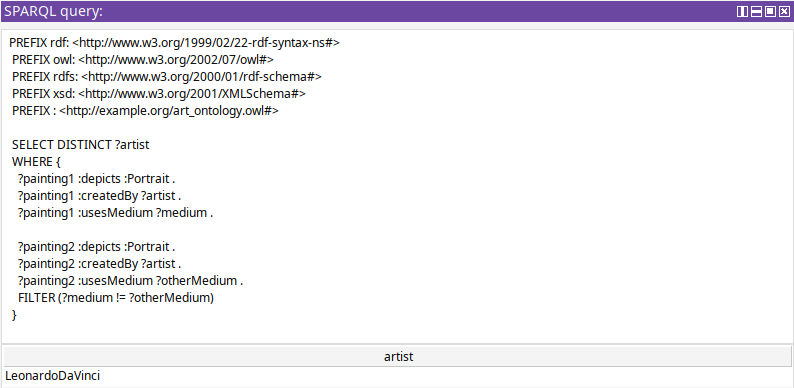 SPARQL query:
PREFIX rdf: <http://www.w3.org/1999/02/22-rdf-syntax-ns#>
PREFIX owl: <http://www.w3.org/2002/07/owl#>
PREFIX rdfs: <http://www.w3.org/2000/01/rdf-schema#>
PREFIX xsd: <http://www.w3.org/2001/XMLSchema#>
PREFIX : <http://example.org/art_ontology.owl#>
SELECT DISTINCT ?artist
WHERE {
?painting1 :depicts :Portrait .
?painting1 :createdBy ?artist .
?painting1 :usesMedium ?medium .
?painting2 :depicts :Portrait .
?painting2 :createdBy ?artist .
?painting2 :usesMedium ?otherMedium .
FILTER (?medium != ?otherMedium)
}
artist
LeonardoDaVinci